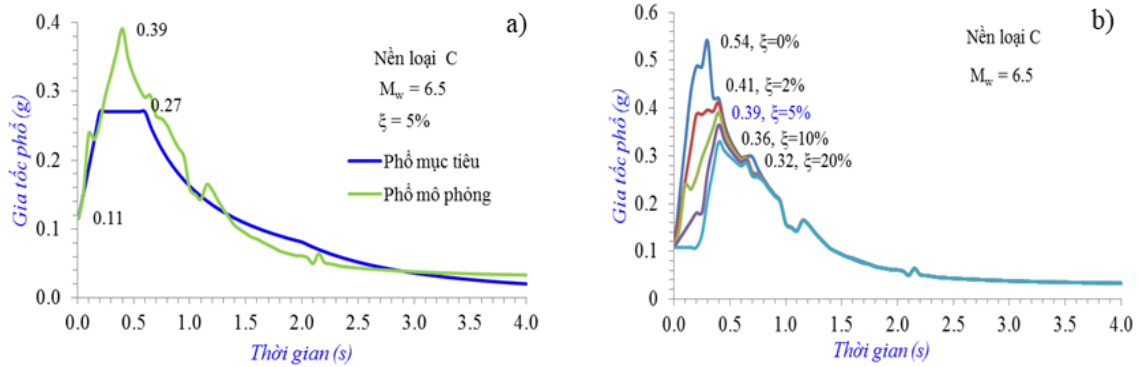 a)
0.4
0.3
0.2
0.1
0.0
Gia tốc phổ (g)
0.39
0.27
0.11
Nền loại C
Mw = 6.5
ξ = 5%
Phổ mục tiêu
Phổ mô phỏng
0.0 0.5 1.0 1.5 2.0 2.5 3.0 3.5 4.0
Thời gian (s)
b)
0.6
0.5
0.4
0.3
0.2
0.1
0
Gia tốc phổ (g)
0.54, ξ=0%
0.41, ξ=2%
0.39, ξ=5%
0.36, ξ=10%
0.32, ξ=20%
Nền loại C
Mw = 6.5
0.0 0.5 1.0 1.5 2.0 2.5 3.0 3.5 4.0
Thời gian (s)